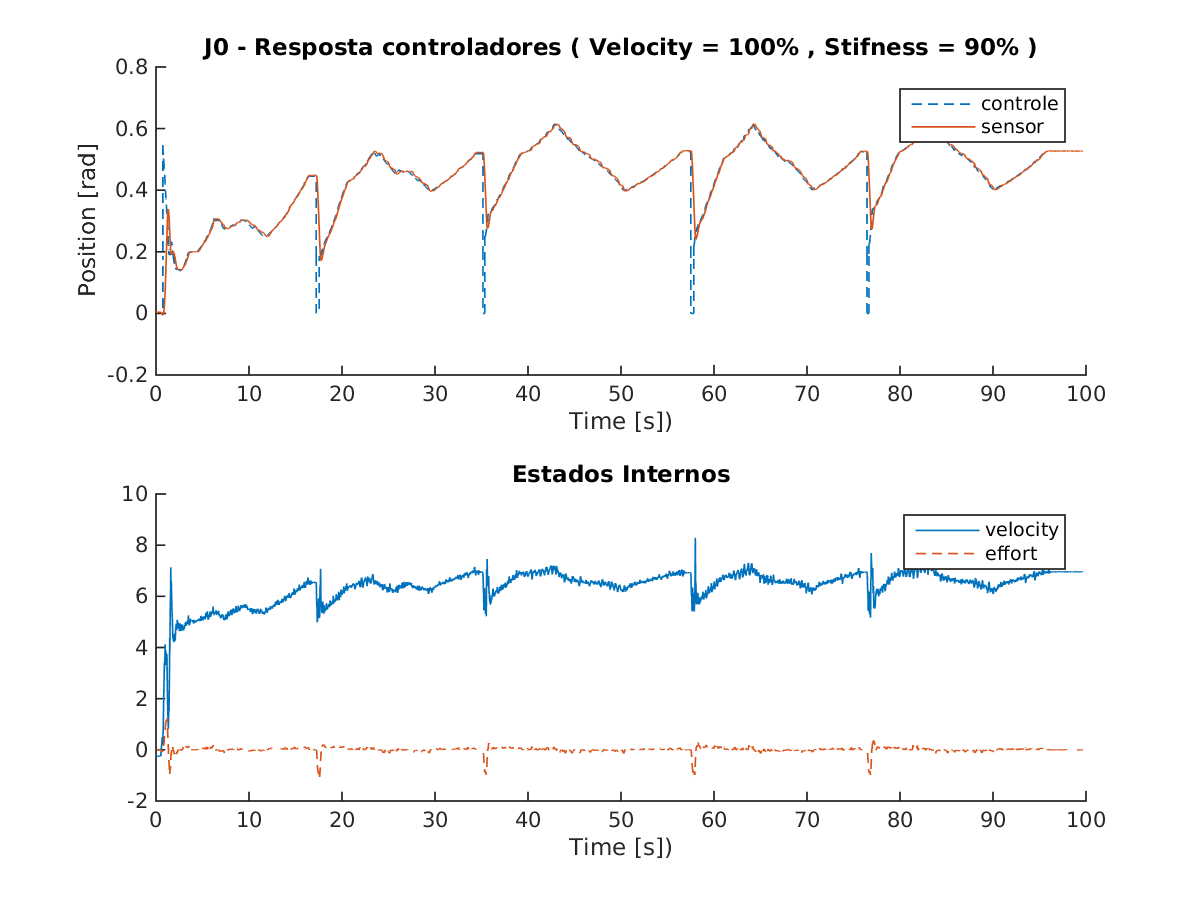 J0 - Resposta controladores ( Velocity = 100% , Stifness = 90% )
0.8
0.6
0.4
0.2
0
-0.2
Position [rad]
controle
sensor
0 10 20 30 40 50 60 70 80 90 100
Time [s])
Estados Internos
10
8
6
4
2
0
-2
velocity
effort
0 10 20 30 40 50 60 70 80 90 100
Time [s])